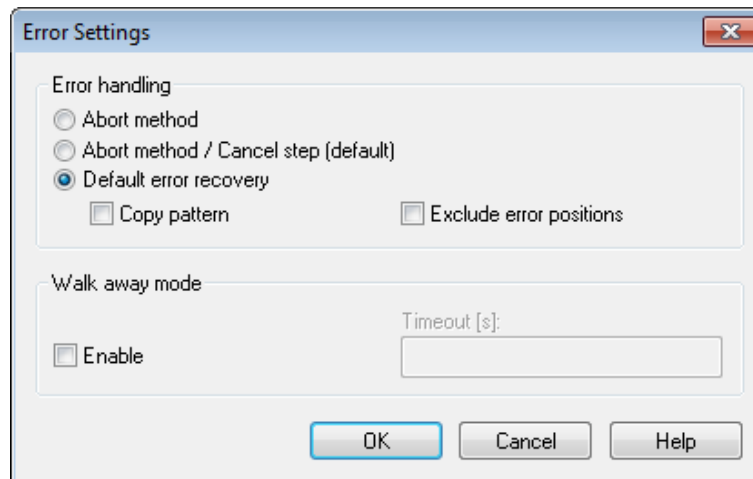 Error Settings
Error handling
Abort method
Abort method / Cancel step (default)
Default error recovery
Copy pattern Exclude error positions
Walk away mode
Timeout [s]:
Enable
OK Cancel Help